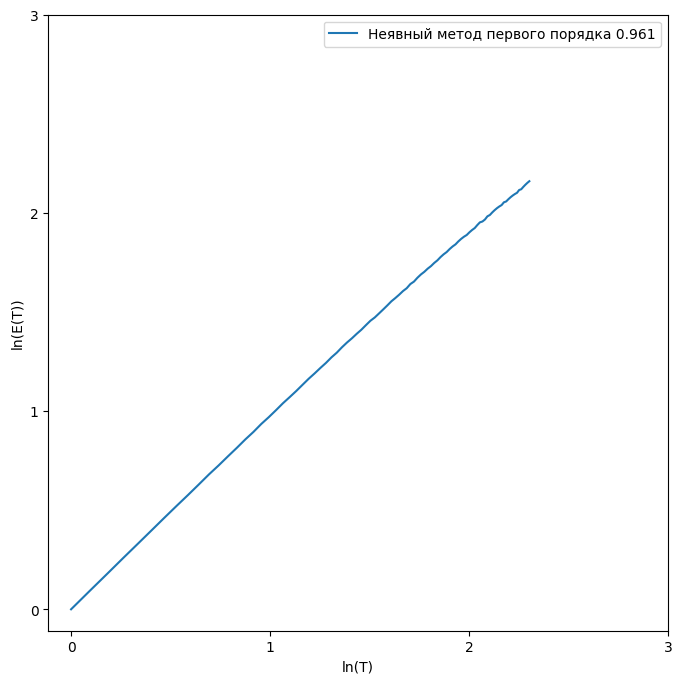 Неявный метод первого порядка 0.961
3
2
1
0
ln(E(T))
0 1 2 3
ln(T)